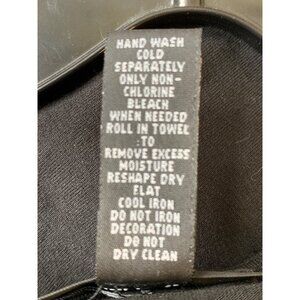 HAND WASH
COLD
SEPARATELY
ONLY NON-
CHLORINE
BLEACH
WHEN NEEDED
ROLL IN TOWEL
:TO
REMOVE EXCESS
MOISTURE
RESHAPE DRY
FLAT
COOL IRON
DO NOT IRON
DECORATION
DO NOT
DRY CLEAN